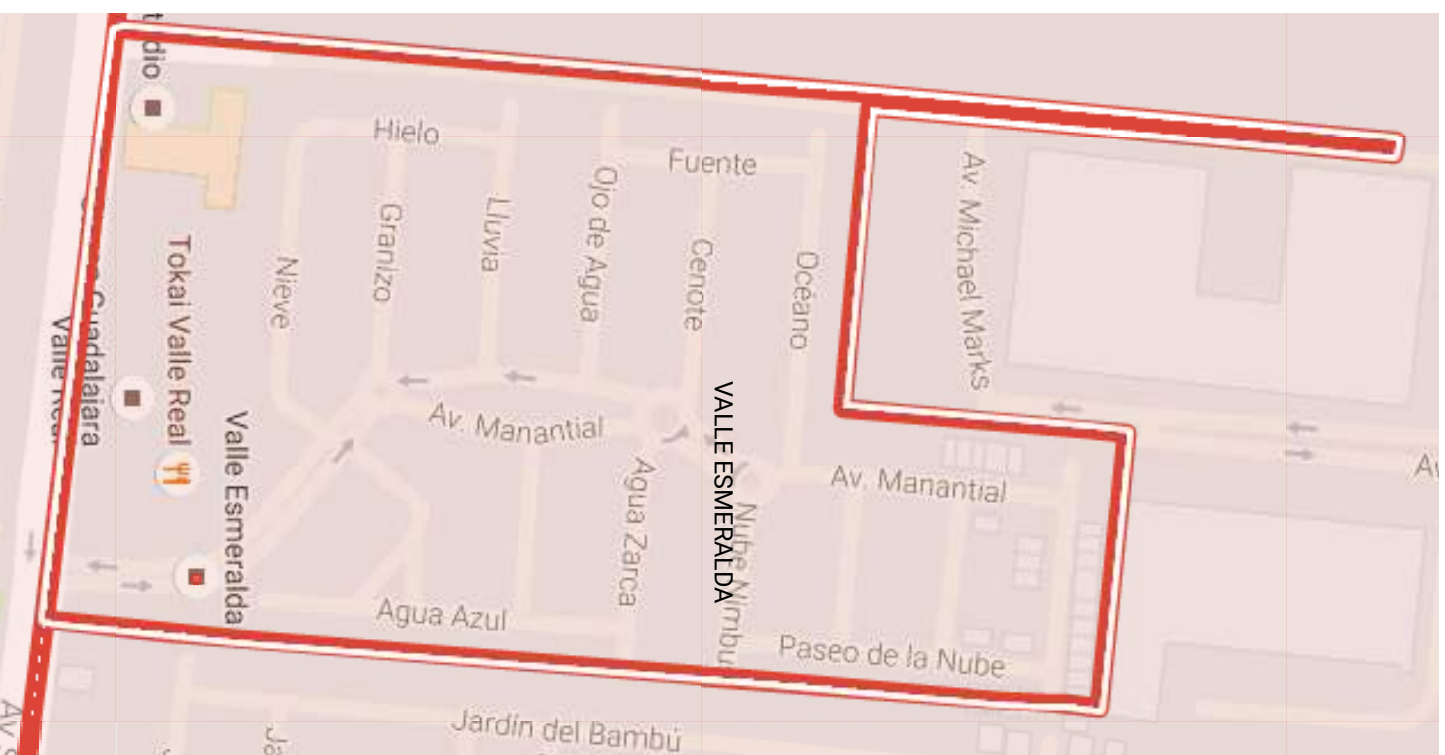 Hielo
Fuente
Av. Michael Marks
Ojo de Agua
Lluvia
Granizo
Cenote
Océano
Nieve
Tokai Valle Real
Guadalajara
Valle
Valle Esmeralda
Av. Manantial
VALLE ESMERALDA
Agua Zarca
Av. Manantial
Nube
Agua Azul
Paseo de la Nube
Jardín del Bambú